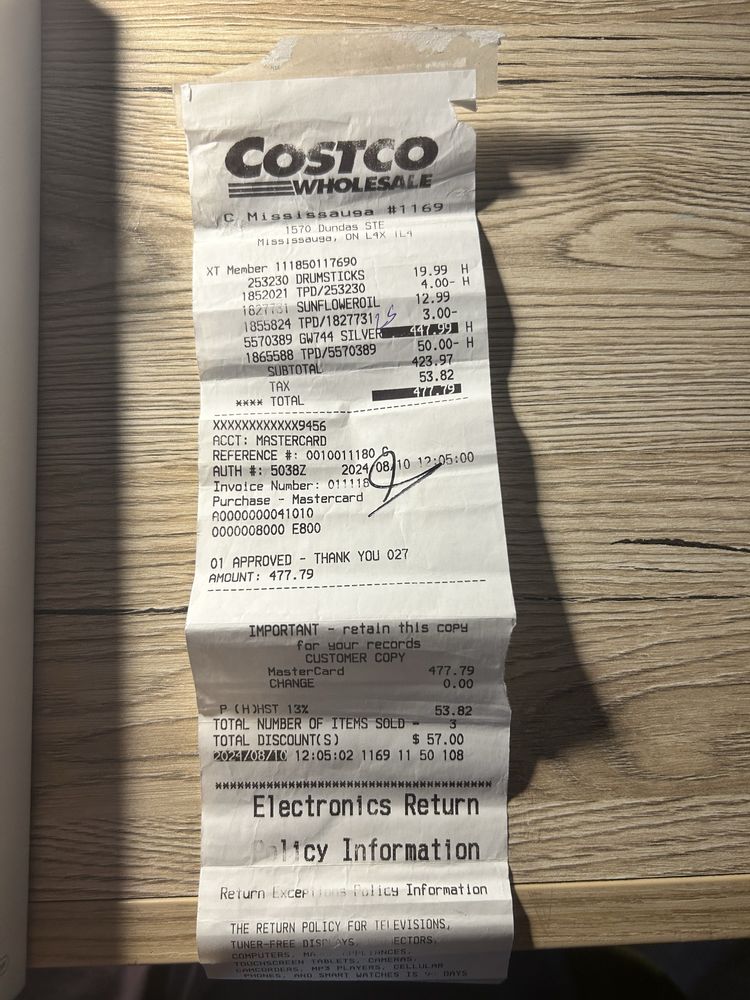 COSTCO
WHOLESALE
C Mississauga #1169
1570 Dundas STE
Mississauga, ON L4X 1L4
XT Member 111850117690
253230 DRUMSTICKS 19.99 H
1852021 TPD/253230 4.00- H
1827731 SUNFLOWEROIL 12.99
1855824 TPD/1827731 3.00-
5570389 GW744 SILVER 447.99 H
1865588 TPD/5570389 50.00- H
SUBTOTAL 423.97
TAX 53.82
**** TOTAL 477.79
XXXXXXXXXXXX9456
ACCT: MASTERCARD
REFERENCE #: 0010011180
AUTH #: 5038Z 2024/08/10 12:05:00
Invoice Number: 011118
Purchase - Mastercard
A0000000041010
0000008000 E800
01 APPROVED - THANK YOU 027
AMOUNT: 477.79
IMPORTANT - retain this copy
for your records
CUSTOMER COPY
MasterCard 477.79
CHANGE 0.00
P (H)HST 13% 53.82
TOTAL NUMBER OF ITEMS SOLD - 3
TOTAL DISCOUNT(S) $ 57.00
2024/08/10 12:05:02 1169 11 50 108
Electronics Return
Policy Information
Return Exceptions Policy Information
THE RETURN POLICY FOR TELEVISIONS,
TUNER-FREE DISPLAYS,
COMPUTERS,
TOUCHSCREEN TABLETS, CAMERAS,
CAMCORDERS, MP3 PLAYERS, CELLULAR
PHONES, AND SMART WATCHES IS DAYS